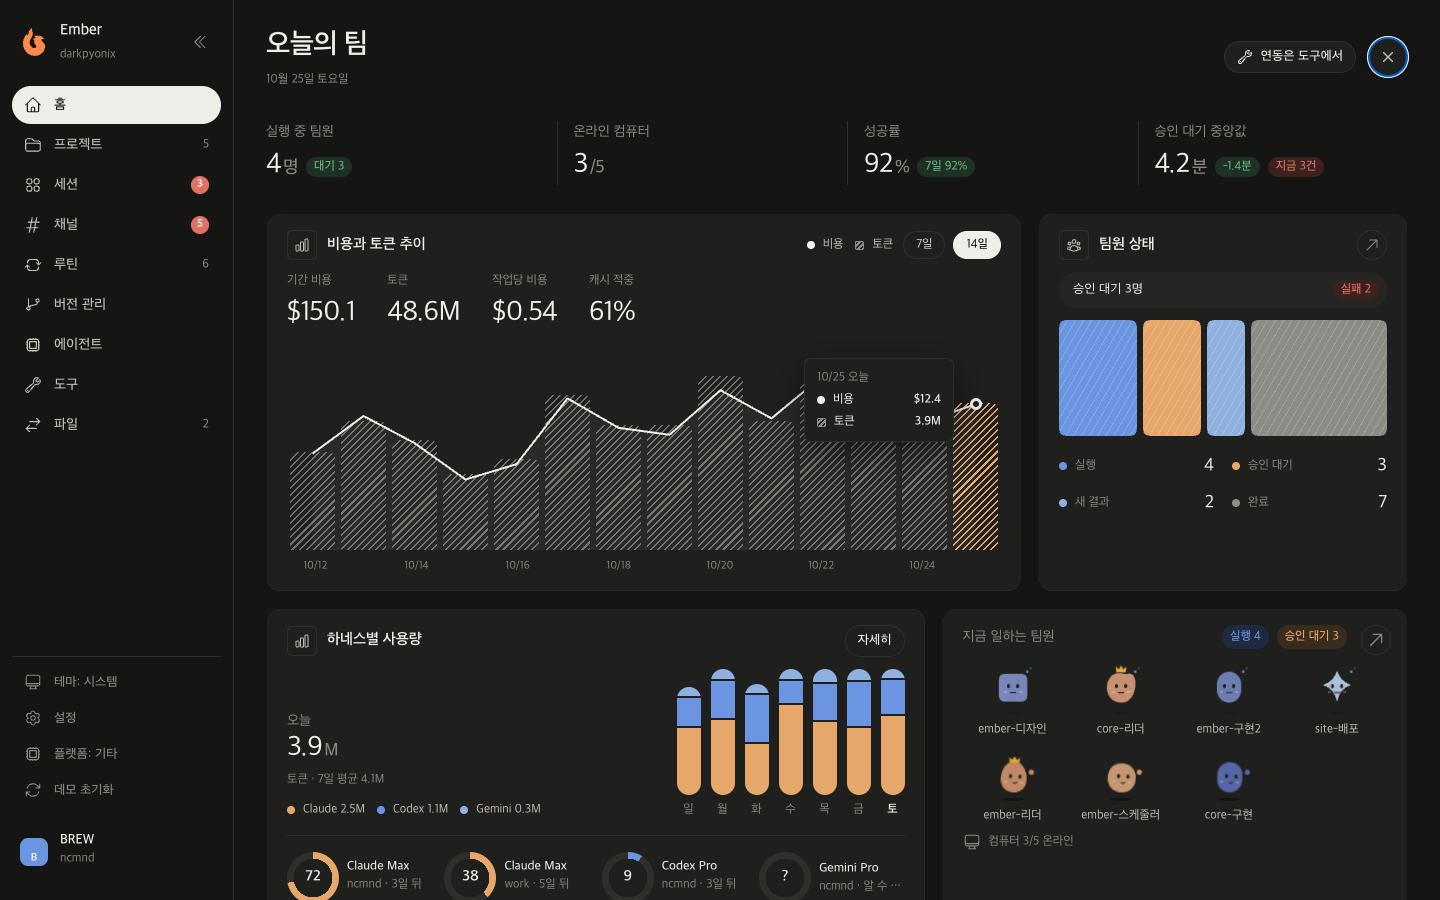 Ember
darkpyonix
홈
프로젝트 5
세션 3
채널 5
루틴 6
버전 관리
에이전트
도구
파일 2
테마: 시스템
설정
플랫폼: 기타
데모 초기화
B
BREW
ncmnd
오늘의 팀
10월 25일 토요일
연동은 도구에서
실행 중 팀원
4명 대기 3
온라인 컴퓨터
3/5
성공률
92% 7일 92%
승인 대기 중앙값
4.2분 -1.4분 지금 3건
비용과 토큰 추이
비용 토큰 7일 14일
기간 비용 토큰 작업당 비용 캐시 적중
$150.1 48.6M $0.54 61%
10/25 오늘
비용 $12.4
토큰 3.9M
10/12 10/14 10/16 10/18 10/20 10/22 10/24
팀원 상태
승인 대기 3명 실패 2
실행 4 승인 대기 3
새 결과 2 완료 7
하네스별 사용량 자세히
오늘
3.9M
토큰 · 7일 평균 4.1M
Claude 2.5M Codex 1.1M Gemini 0.3M
일 월 화 수 목 금 토
72 Claude Max
ncmnd · 3일 뒤
38 Claude Max
work · 5일 뒤
9 Codex Pro
ncmnd · 3일 뒤
? Gemini Pro
ncmnd · 알 수 ···
지금 일하는 팀원 실행 4 승인 대기 3
ember-디자인 core-리더 ember-구현2 site-배포
ember-리더 ember-스케줄러 core-구현
컴퓨터 3/5 온라인